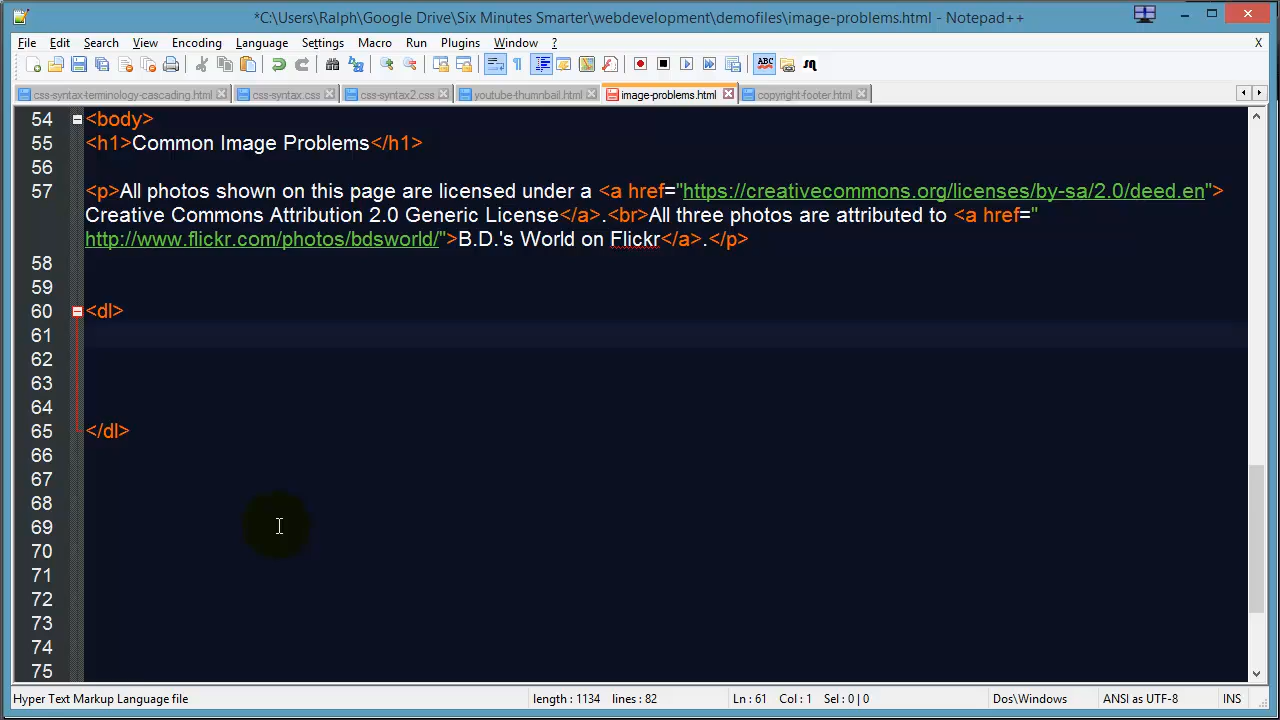 *C:\Users\Ralph\Google Drive\Six Minutes Smarter\webdevelopment\demofiles\image-problems.html - Notepad++
File Edit Search View Encoding Language Settings Macro Run Plugins Window ? X
ABC
css-syntax-terminology-cascading.html css-syntax.css css-syntax2.css youtube-thumnbail.html image-problems.html copyright-footer.html
54 <body>
55 <h1>Common Image Problems</h1>
56
57 <p>All photos shown on this page are licensed under a <a href="https://creativecommons.org/licenses/by-sa/2.0/deed.en">
Creative Commons Attribution 2.0 Generic License</a>.<br>All three photos are attributed to <a href="
http://www.flickr.com/photos/bdsworld/">B.D.'s World on Flickr</a>.</p>
58
59
60 <dl>
61
62
63
64
65 </dl>
66
67
68
69
70
71
72
73
74
75
Hyper Text Markup Language file length : 1134 lines : 82 Ln : 61 Col : 1 Sel : 0 | 0 Dos\Windows ANSI as UTF-8 INS